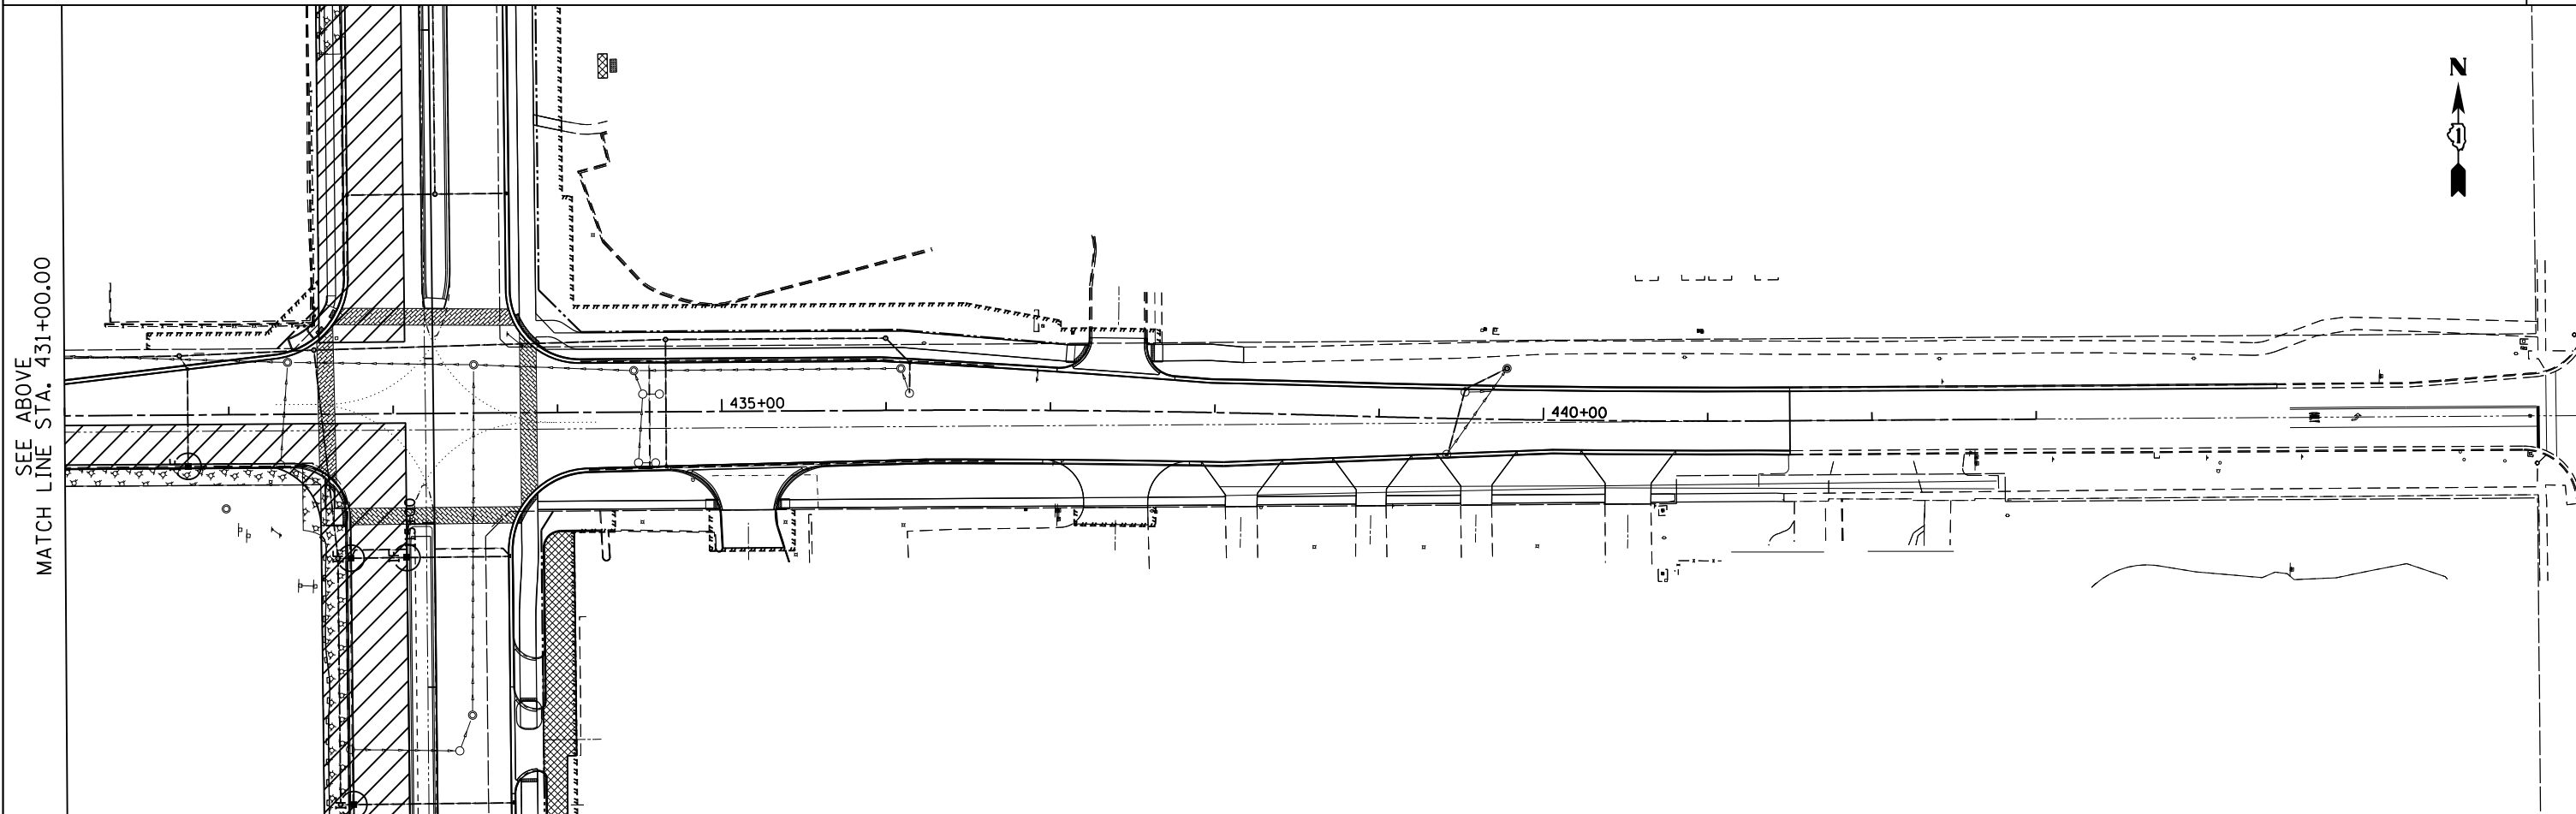 SEE ABOVE
MATCH LINE STA. 431+00.00
N
435+00
440+00